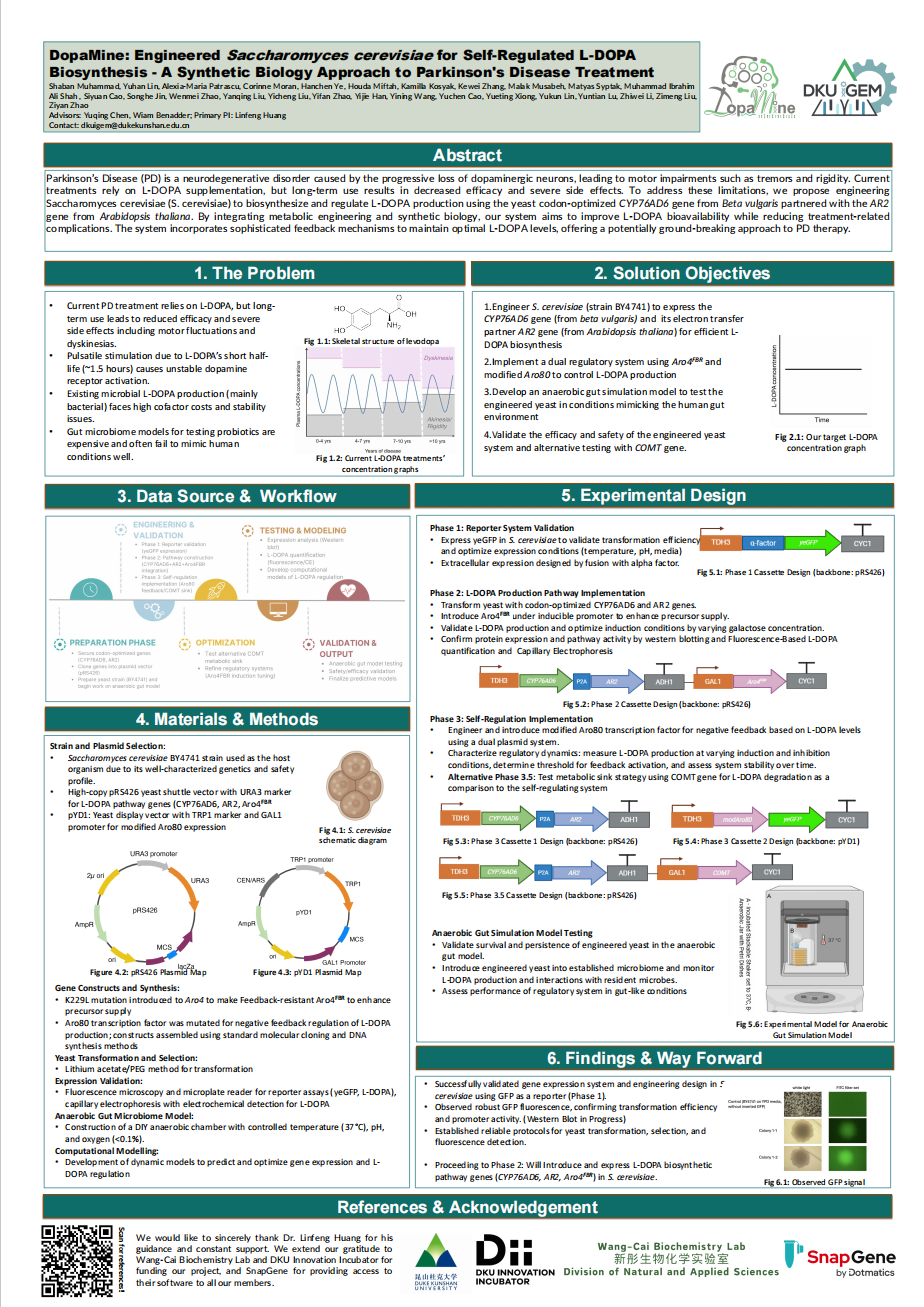 DopaMine: Engineered Saccharomyces cerevisiae for Self-Regulated L-DOPA
Biosynthesis - A Synthetic Biology Approach to Parkinson's Disease Treatment
Shaban Muhammad, Yuhan Lin, Alexia-Maria Patrascu, Corinne Moran, Hanchen Ye, Houda Miftah, Kamilla Kosyak, Kewei Zhang, Malak Musabeh, Matyas Syptak, Muhammad Ibrahim
Ali Shah , Siyuan Cao, Songhe Jin, Wenmei Zhao, Yanqing Liu, Yicheng Liu, Yifan Zhao, Yijie Han, Yining Wang, Yuchen Cao, Yueting Xiong, Yukun Lin, Yuntian Lu, Zhiwei Li, Zimeng Liu,
Ziyan Zhao
Advisors: Yuqing Chen, Wiam Benadder; Primary PI: Linfeng Huang
Contact: dkuigem@dukekunshan.edu.cn
DopaMine
DKU iGEM
Abstract
Parkinson's Disease (PD) is a neurodegenerative disorder caused by the progressive loss of dopaminergic neurons, leading to motor impairments such as tremors and rigidity. Current
treatments rely on L-DOPA supplementation, but long-term use results in decreased efficacy and severe side effects. To address these limitations, we propose engineering
Saccharomyces cerevisiae (S. cerevisiae) to biosynthesize and regulate L-DOPA production using the yeast codon-optimized CYP76AD6 gene from Beta vulgaris partnered with the AR2
gene from Arabidopsis thaliana. By integrating metabolic engineering and synthetic biology, our system aims to improve L-DOPA bioavailability while reducing treatment-related
complications. The system incorporates sophisticated feedback mechanisms to maintain optimal L-DOPA levels, offering a potentially ground-breaking approach to PD therapy.
1. The Problem
• Current PD treatment relies on L-DOPA, but long-
term use leads to reduced efficacy and severe
side effects including motor fluctuations and
dyskinesias.
• Pulsatile stimulation due to L-DOPA's short half-
life (~1.5 hours) causes unstable dopamine
receptor activation.
• Existing microbial L-DOPA production (mainly
bacterial) faces high cofactor costs and stability
issues.
• Gut microbiome models for testing probiotics are
expensive and often fail to mimic human
conditions well.
HO
HO
O
OH
NH₂
Fig 1.1: Skeletal structure of levodopa
Plasma L-DOPA concentrations
Dyskinesia
Akinesia/
Rigidity
0-4 yrs 4-7 yrs 7-10 yrs >10 yrs
Years of disease
Fig 1.2: Current L-DOPA treatments'
concentration graphs
2. Solution Objectives
1.Engineer S. cerevisiae (strain BY4741) to express the
CYP76AD6 gene (from beta vulgaris) and its electron transfer
partner AR2 gene (from Arabidopsis thaliana) for efficient L-
DOPA biosynthesis
2.Implement a dual regulatory system using Aro4FBR and
modified Aro80 to control L-DOPA production
3.Develop an anaerobic gut simulation model to test the
engineered yeast in conditions mimicking the human gut
environment
4.Validate the efficacy and safety of the engineered yeast
system and alternative testing with COMT gene.
L-DOPA concentration
Time
Fig 2.1: Our target L-DOPA
concentration graph
3. Data Source & Workflow
ENGINEERING &
VALIDATION
• Phase 1: Reporter validation
(yeGFP expression)
• Phase 2: Pathway construction
(CYP76AD6+AR2+Aro4FBR
integration)
• Phase 3: Self regulation
implementation (Aro80
feedback/COMT sink)
TESTING & MODELING
• Expression analysis (Western
blot)
• L-DOPA quantification
(fluorescence/CE)
• Develop computational
models of L-DOPA regulation
PREPARATION PHASE
• Secure codon-optimized genes
(CYP76AD6, AR2)
• Clone genes into plasmid vector
(pRS426)
• Prepare yeast strain (BY4741) and
begin work on anaerobic gut model
OPTIMIZATION
• Test alternative COMT
metabolic sink
• Refine regulatory systems
(Aro4FBR induction tuning)
VALIDATION &
OUTPUT
• Anaerobic gut model testing
• Safety/efficacy validation
• Finalize predictive models
4. Materials & Methods
Strain and Plasmid Selection:
• Saccharomyces cerevisiae BY4741 strain used as the host
organism due to its well-characterized genetics and safety
profile.
• High-copy pRS426 yeast shuttle vector with URA3 marker
for L-DOPA pathway genes (CYP76AD6, AR2, Aro4FBR
• pYD1: Yeast display vector with TRP1 marker and GAL1
promoter for modified Aro80 expression
Fig 4.1: S. cerevisiae
schematic diagram
URA3 promoter
2μ ori
URA3
pRS426
AmpR
MCS
ori
lacZa
Figure 4.2: pRS426 Plasmid Map
TRP1 promoter
CEN/ARS
TRP1
pYD1
AmpR
MCS
ori
GAL1 Promoter
Figure 4.3: pYD1 Plasmid Map
Gene Constructs and Synthesis:
• K229L mutation introduced to Aro4 to make Feedback-resistant Aro4FBR to enhance
precursor supply
• Aro80 transcription factor was mutated for negative feedback regulation of L-DOPA
production; constructs assembled using standard molecular cloning and DNA
synthesis methods
Yeast Transformation and Selection:
• Lithium acetate/PEG method for transformation
Expression Validation:
• Fluorescence microscopy and microplate reader for reporter assays (yeGFP, L-DOPA),
capillary electrophoresis with electrochemical detection for L-DOPA
Anaerobic Gut Microbiome Model:
• Construction of a DIY anaerobic chamber with controlled temperature (37°C), pH,
and oxygen (<0.1%).
Computational Modelling:
• Development of dynamic models to predict and optimize gene expression and L-
DOPA regulation
5. Experimental Design
Phase 1: Reporter System Validation
• Express yeGFP in S. cerevisiae to validate transformation efficiency
and optimize expression conditions (temperature, pH, media)
• Extracellular expression designed by fusion with alpha factor.
TDH3 α-factor yeGFP CYC1
Fig 5.1: Phase 1 Cassette Design (backbone: pRS426)
Phase 2: L-DOPA Production Pathway Implementation
• Transform yeast with codon-optimized CYP76AD6 and AR2 genes.
• Introduce Aro4FBR under inducible promoter to enhance precursor supply.
• Validate L-DOPA production and optimize induction conditions by varying galactose concentration.
• Confirm protein expression and pathway activity by western blotting and Fluorescence-Based L-DOPA
quantification and Capillary Electrophoresis
TDH3 CYP76AD6 P2A AR2 ADH1 GAL1 Aro4FBR CYC1
Fig 5.2: Phase 2 Cassette Design (backbone: pRS426)
Phase 3: Self-Regulation Implementation
• Engineer and introduce modified Aro80 transcription factor for negative feedback based on L-DOPA levels
using a dual plasmid system.
• Characterize regulatory dynamics: measure L-DOPA production at varying induction and inhibition
conditions, determine threshold for feedback activation, and assess system stability over time.
• Alternative Phase 3.5: Test metabolic sink strategy using COMT gene for L-DOPA degradation as a
comparison to the self-regulating system
TDH3 CYP76AD6 P2A AR2 ADH1
Fig 5.3: Phase 3 Cassette 1 Design (backbone: pRS426)
TDH3 modAro80 yeGFP CYC1
Fig 5.4: Phase 3 Cassette 2 Design (backbone: pYD1)
TDH3 CYP76AD6 P2A AR2 ADH1 GAL1 COMT CYC1
Fig 5.5: Phase 3.5 Cassette Design (backbone: pRS426)
Anaerobic Gut Simulation Model Testing
• Validate survival and persistence of engineered yeast in the anaerobic
gut model.
• Introduce engineered yeast into established microbiome and monitor
L-DOPA production and interactions with resident microbes.
• Assess performance of regulatory system in gut-like conditions
A - Incubated Stackable Shaker set to 37C, B-
Anaerobic Jar with Petri Dishes
A
B
37 °C
Fig 5.6: Experimental Model for Anaerobic
Gut Simulation Model
6. Findings & Way Forward
• Successfully validated gene expression system and engineering design in S
cerevisiae using GFP as a reporter (Phase 1).
• Observed robust GFP fluorescence, confirming transformation efficiency
and promoter activity. (Western Blot in Progress)
• Established reliable protocols for yeast transformation, selection, and
fluorescence detection.
• Proceeding to Phase 2: Will Introduce and express L-DOPA biosynthetic
pathway genes (CYP76AD6, AR2, Aro4FBR) in S. cerevisiae.
white light FITC filter set
Control (BY4741 on YPD media,
without inserted GFP)
Colony 1-1
Colony 1-2
Fig 6.1: Observed GFP signal
References & Acknowledgement
Scan for references!
We would like to sincerely thank Dr. Linfeng Huang for his
guidance and constant support. We extend our gratitude to
Wang-Cai Biochemistry Lab and DKU Innovation Incubator for
funding our project, and SnapGene for providing access to
their software to all our members.
昆山杜克大学
DUKE KUNSHAN
UNIVERSITY
Dii
DKU INNOVATION
INCUBATOR
Wang-Cai Biochemistry Lab
新彤生物化学实验室
Division of Natural and Applied Sciences
SnapGene
by Dotmatics